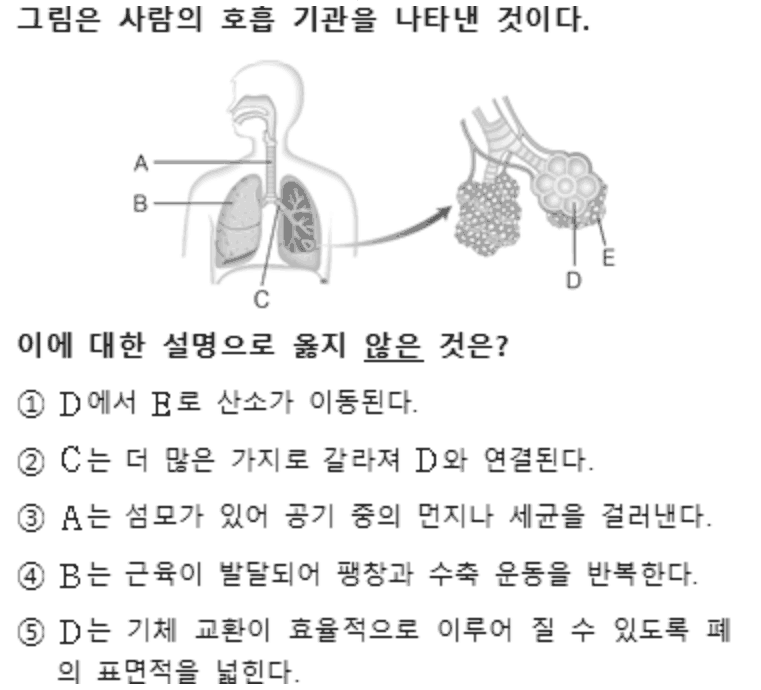 그림은 사람의 호흡 기관을 나타낸 것이다.
A
B
C
D
E
이에 대한 설명으로 옳지 않은 것은?
① D에서 E로 산소가 이동된다.
② C는 더 많은 가지로 갈라져 D와 연결된다.
③ A는 섬모가 있어 공기 중의 먼지나 세균을 걸러낸다.
④ B는 근육이 발달되어 팽창과 수축 운동을 반복한다.
⑤ D는 기체 교환이 효율적으로 이루어 질 수 있도록 폐
의 표면적을 넓힌다.